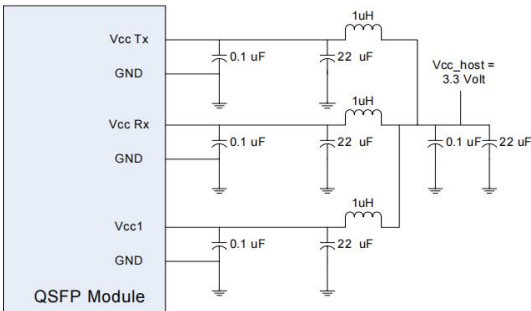 1uH
Vcc Tx
0.1 uF
22 uF
GND
Vcc_host =
3.3 Volt
1uH
Vcc Rx
0.1 uF
22 uF
0.1 uF
22 uF
GND
1uH
Vcc1
0.1 uF
22 uF
GND
QSFP Module